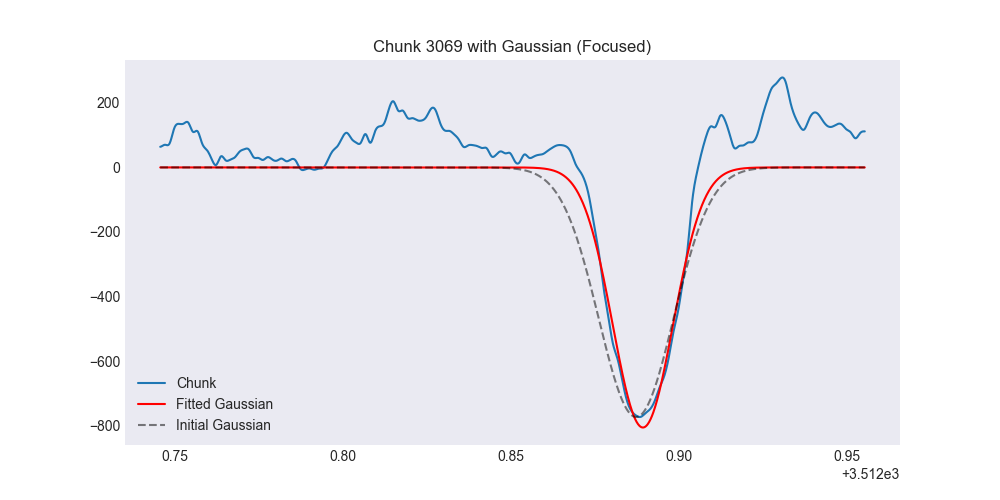 Chunk 3069 with Gaussian (Focused)
200
0
−200
−400
−600
−800
Chunk
Fitted Gaussian
Initial Gaussian
0.75 0.80 0.85 0.90 0.95
+3.512e3